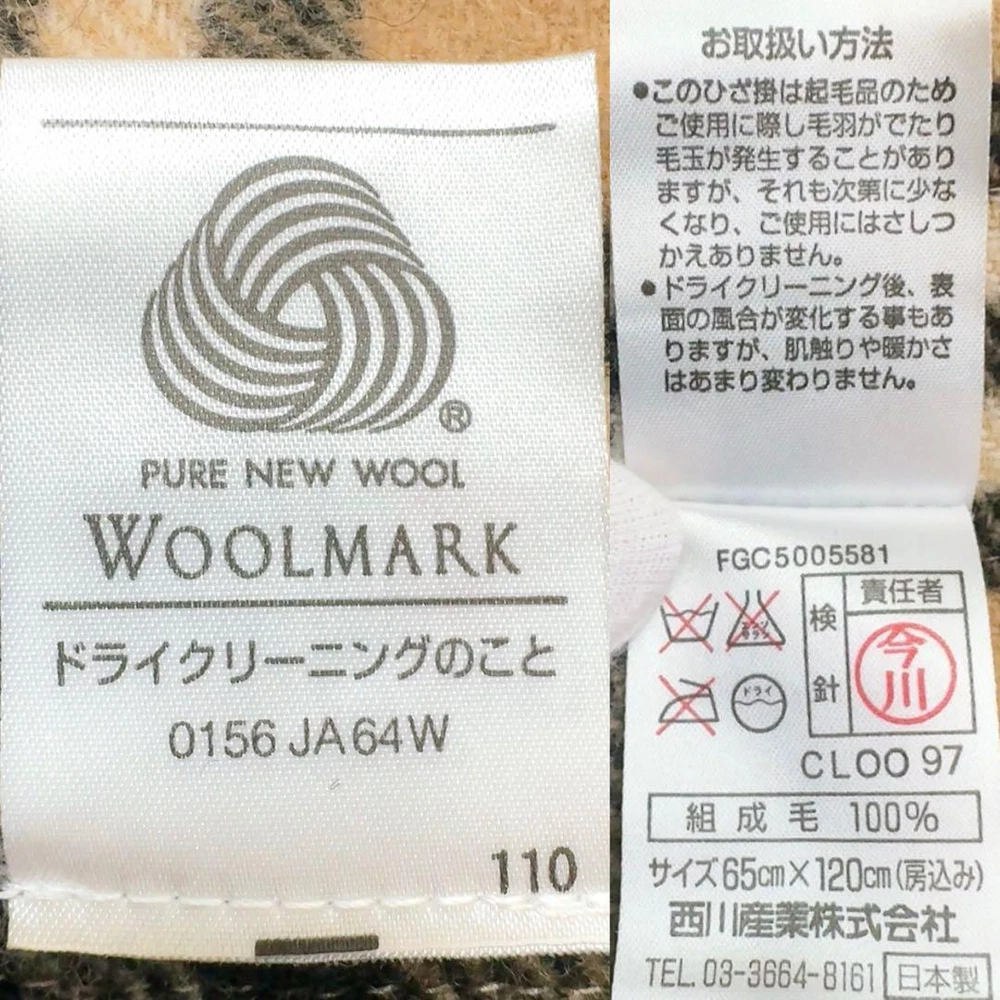 ®
PURE NEW WOOL
WOOLMARK
ドライクリーニングのこと
0156 JA64W
110
お取扱い方法
●このひざ掛は起毛品のため
ご使用に際し毛羽がでたり
毛玉が発生することがあり
ますが、それも次第に少な
くなり、ご使用にはさしつ
かえありません。
●ドライクリーニング後、表
面の風合が変化する事もあ
りますが、肌触りや暖かさ
はあまり変わりません。
FGC5005581
エンソ
サラシ
ドライ
検針
責任者
今川
CLOO 97
組成毛 100%
サイズ65cm×120cm(房込み)
西川産業株式会社
TEL. 03-3664-8161 日本製